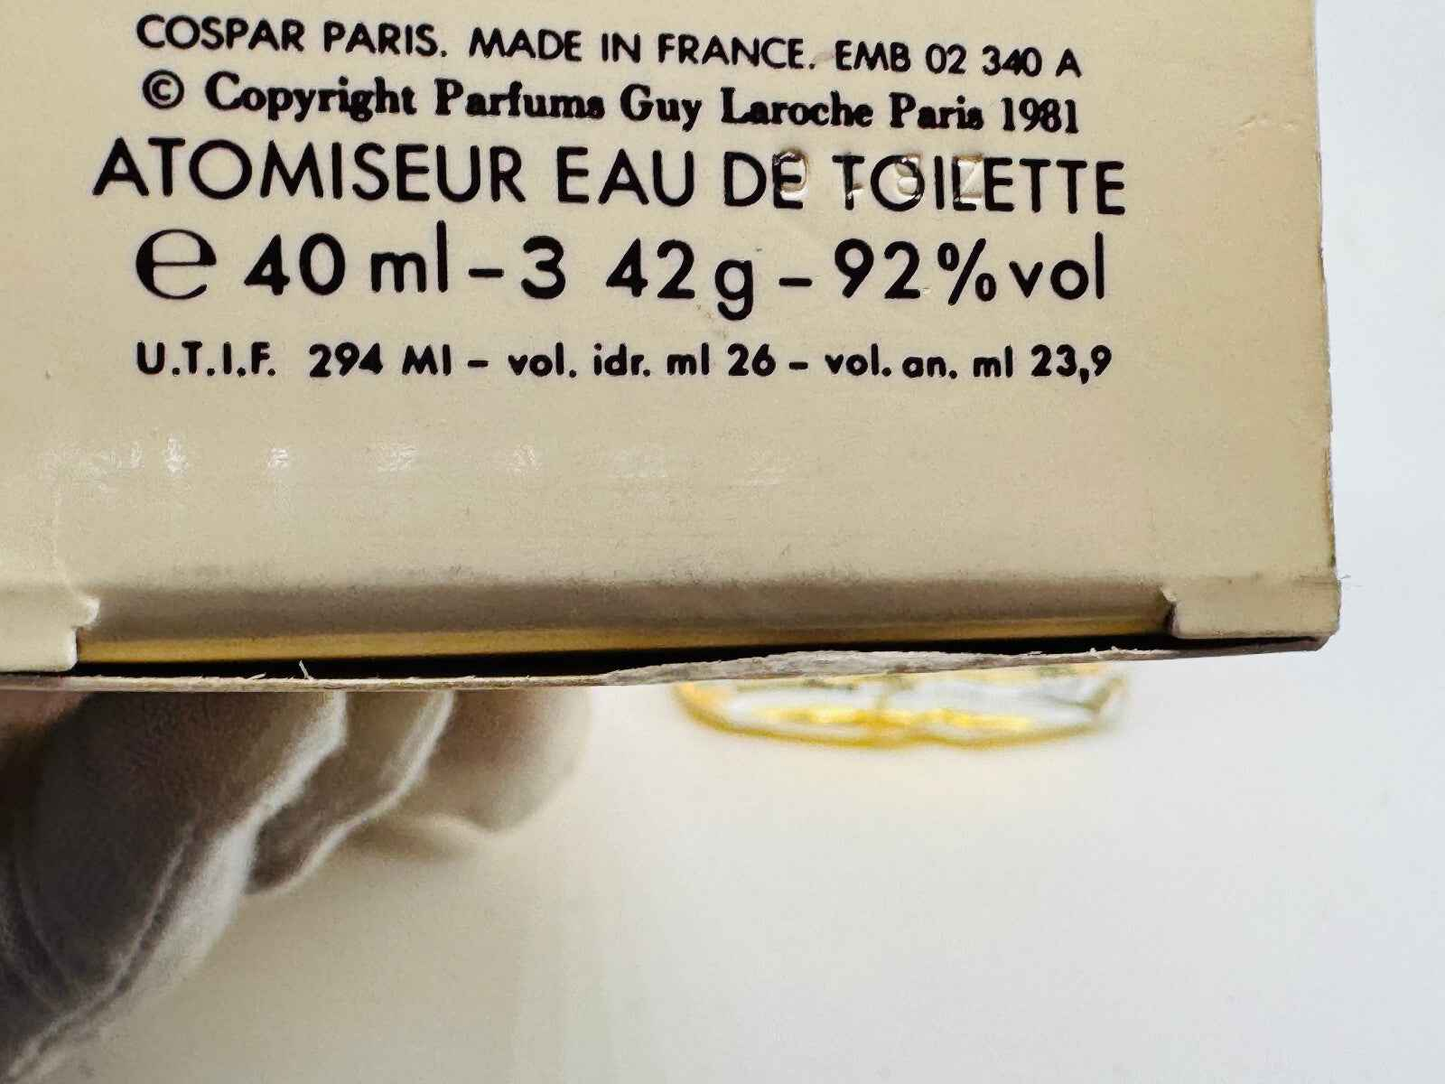 COSPAR PARIS. MADE IN FRANCE. EMB 02 340 A
© Copyright Parfums Guy Laroche Paris 1981
ATOMISEUR EAU DE TOILETTE
℮ 40 ml - 3 42 g - 92 % vol
U.T.I.F. 294 MI - vol. idr. ml 26 - vol. an. ml 23,9